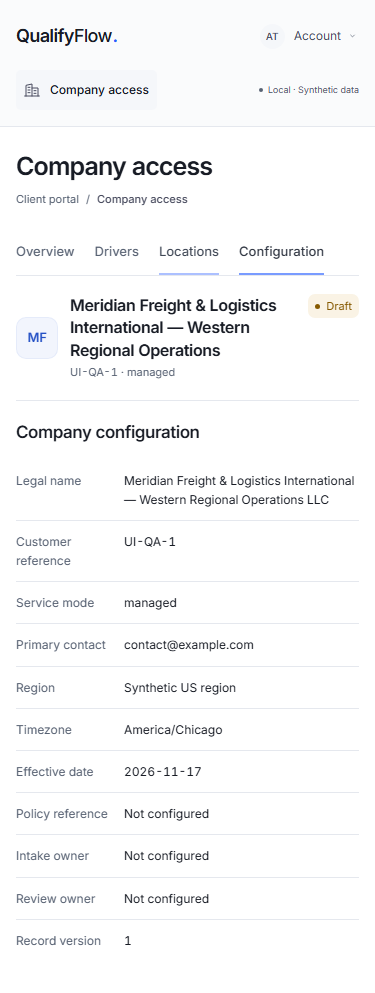 QualifyFlow.
AT Account
Company access
Local · Synthetic data
Company access
Client portal / Company access
Overview Drivers Locations Configuration
MF
Meridian Freight & Logistics
International — Western
Regional Operations
Draft
UI-QA-1 · managed
Company configuration
Legal name Meridian Freight & Logistics International
— Western Regional Operations LLC
Customer UI-QA-1
reference
Service mode managed
Primary contact contact@example.com
Region Synthetic US region
Timezone America/Chicago
Effective date 2026-11-17
Policy reference Not configured
Intake owner Not configured
Review owner Not configured
Record version 1